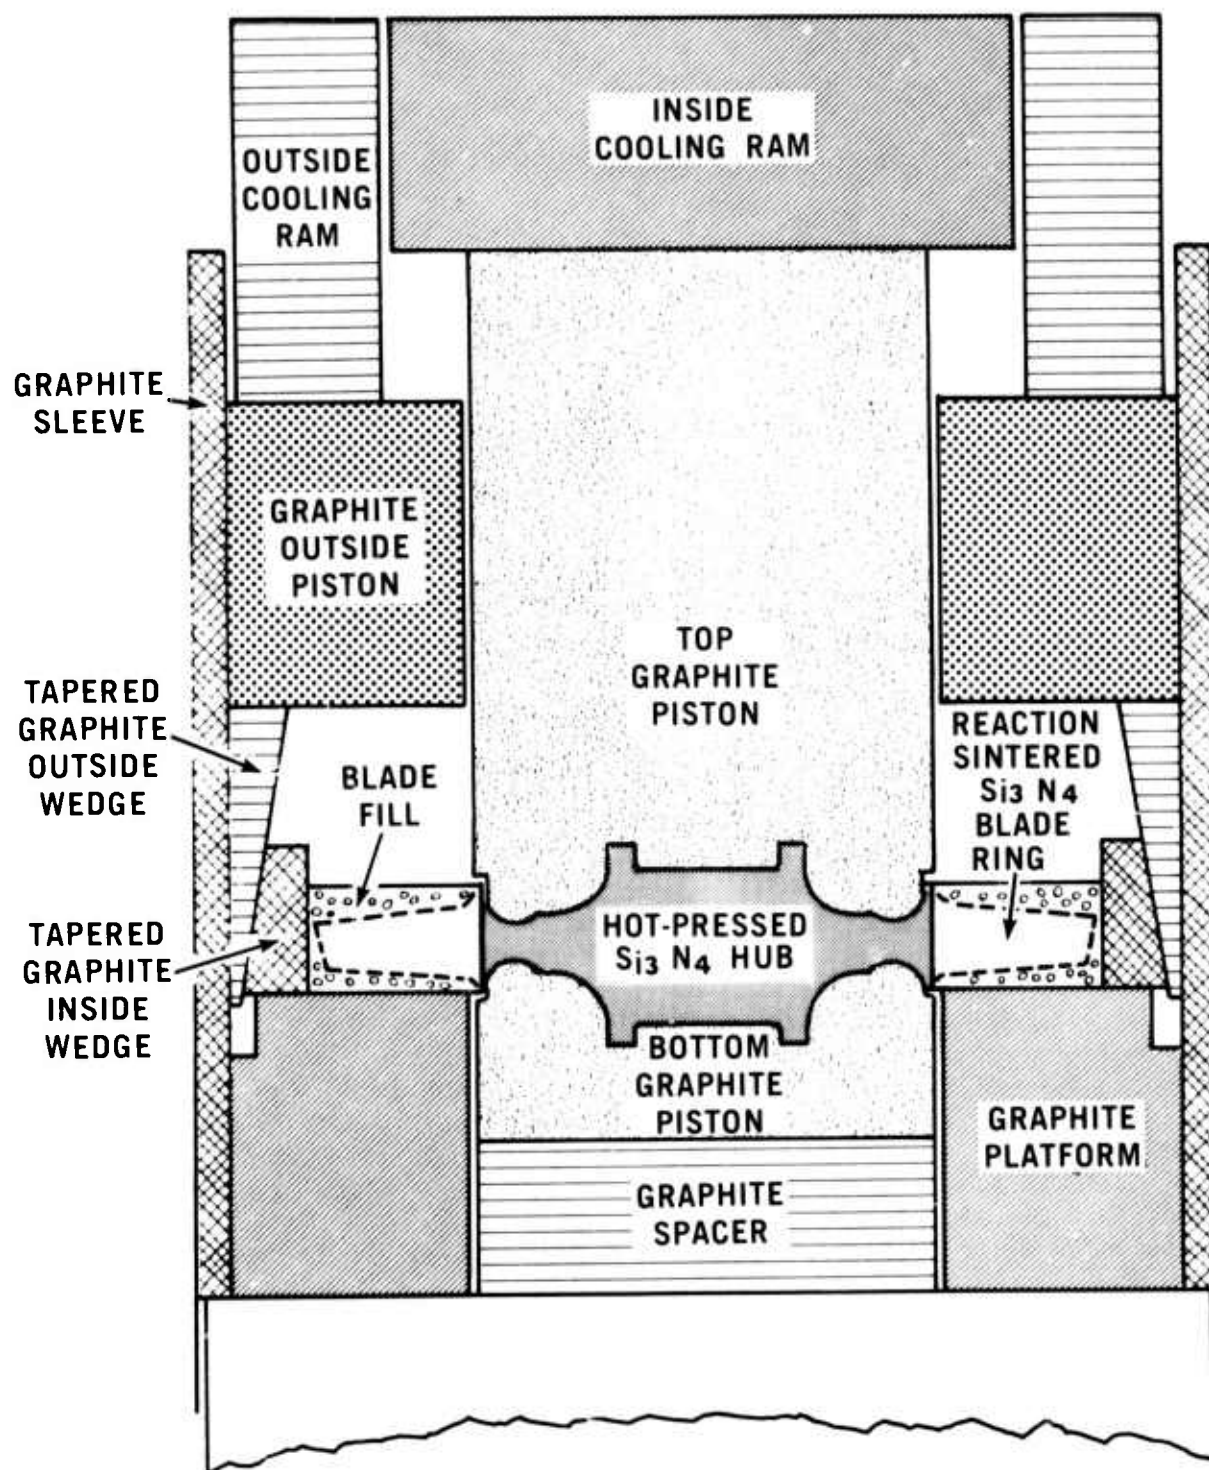 INSIDE
COOLING RAM
OUTSIDE
COOLING
RAM
GRAPHITE
SLEEVE
GRAPHITE
OUTSIDE
PISTON
TOP
GRAPHITE
PISTON
TAPERED
GRAPHITE
OUTSIDE
WEDGE
BLADE
FILL
REACTION
SINTERED
Si3 N4
BLADE
RING
TAPERED
GRAPHITE
INSIDE
WEDGE
HOT-PRESSED
Si3 N4 HUB
BOTTOM
GRAPHITE
PISTON
GRAPHITE
PLATFORM
GRAPHITE
SPACER